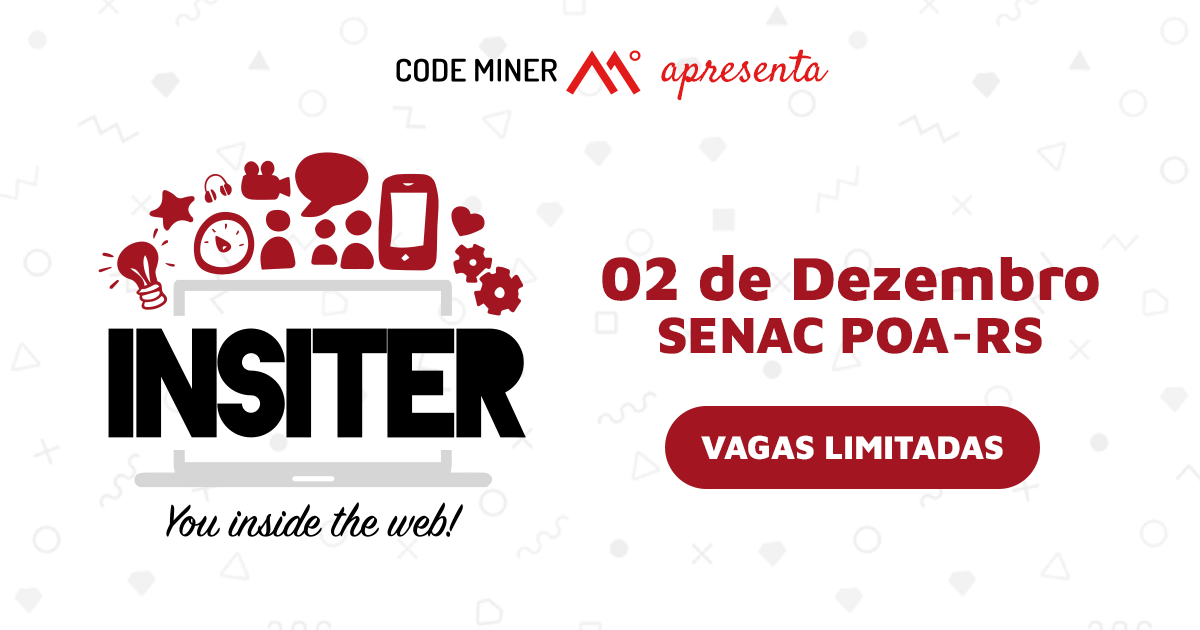 CODE MINER apresenta
INSITER
You inside the web!
02 de Dezembro
SENAC POA-RS
VAGAS LIMITADAS